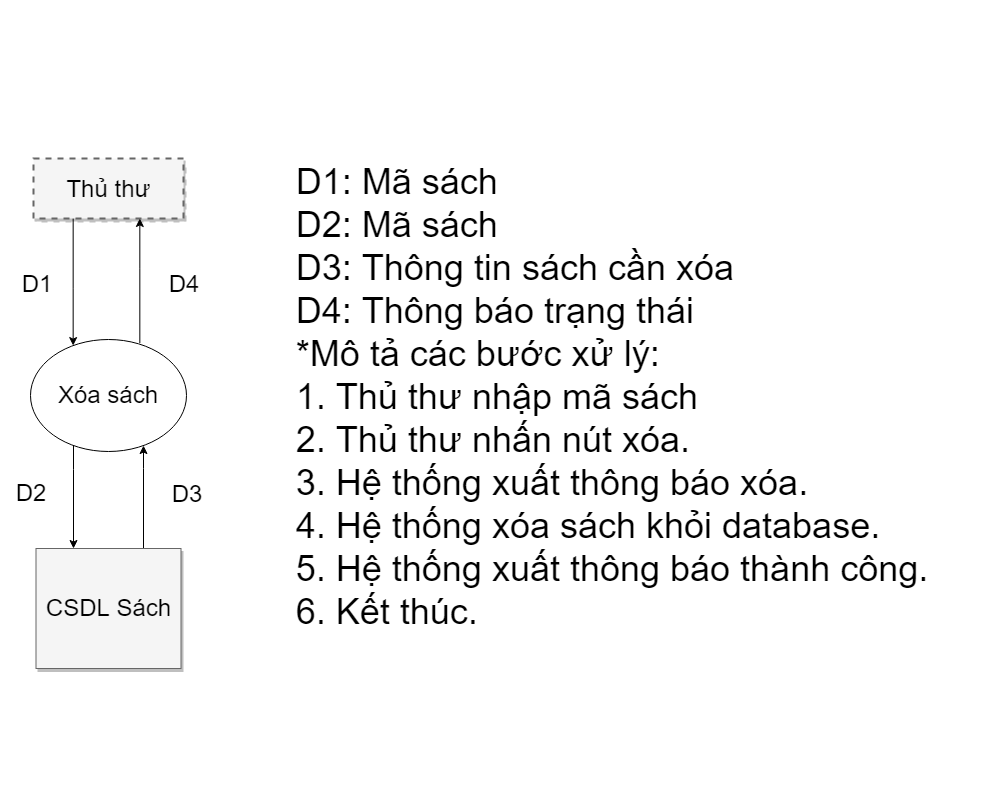 Thủ thư
D1
D4
Xóa sách
D2
D3
CSDL Sách
D1: Mã sách
D2: Mã sách
D3: Thông tin sách cần xóa
D4: Thông báo trạng thái
*Mô tả các bước xử lý:
1. Thủ thư nhập mã sách
2. Thủ thư nhấn nút xóa.
3. Hệ thống xuất thông báo xóa.
4. Hệ thống xóa sách khỏi database.
5. Hệ thống xuất thông báo thành công.
6. Kết thúc.